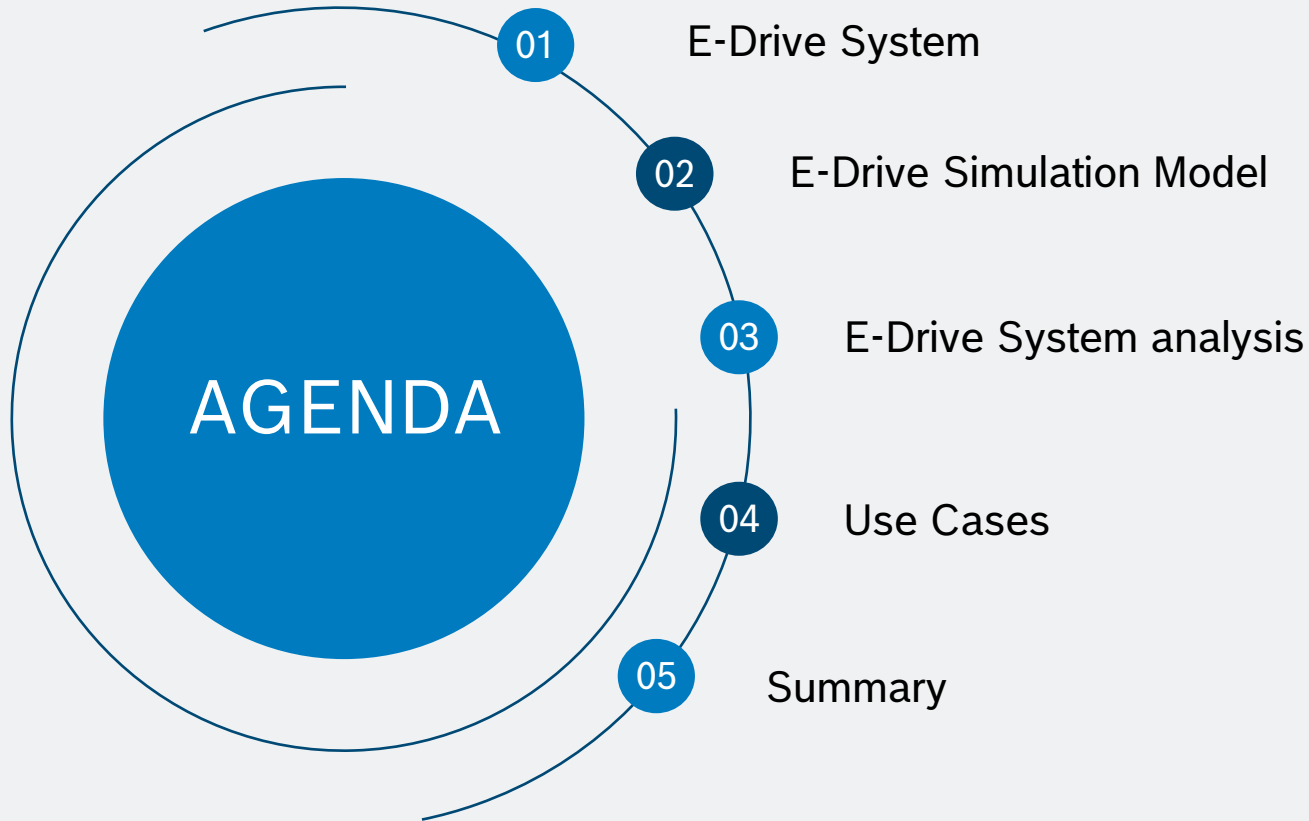 AGENDA
01 E-Drive System
02 E-Drive Simulation Model
03 E-Drive System analysis
04 Use Cases
05 Summary